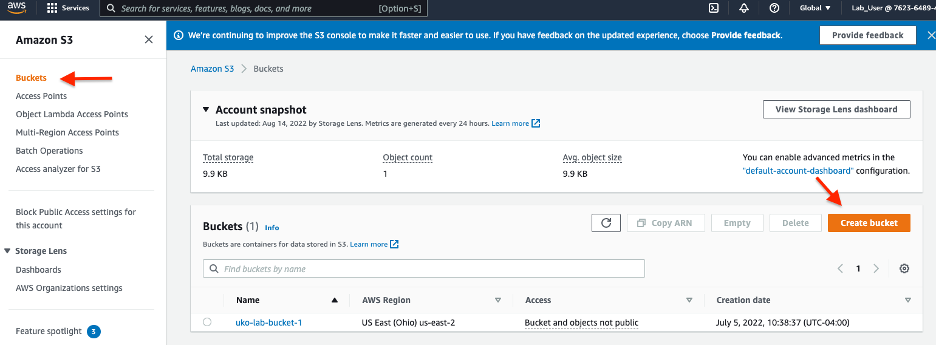 aws
Services
Search for services, features, blogs, docs, and more
[Option+S]
Global
Lab_User @ 7623-6489-
Amazon S3
Buckets
Access Points
Object Lambda Access Points
Multi-Region Access Points
Batch Operations
Access analyzer for S3
Block Public Access settings for
this account
Storage Lens
Dashboards
AWS Organizations settings
Feature spotlight 3
We're continuing to improve the S3 console to make it faster and easier to use. If you have feedback on the updated experience, choose Provide feedback.
Provide feedback
Amazon S3 > Buckets
Account snapshot
Last updated: Aug 14, 2022 by Storage Lens. Metrics are generated every 24 hours. Learn more
View Storage Lens dashboard
Total storage
9.9 KB
Object count
1
Avg. object size
9.9 KB
You can enable advanced metrics in the
"default-account-dashboard" configuration.
Buckets (1) Info
Buckets are containers for data stored in S3. Learn more
Copy ARN
Empty
Delete
Create bucket
Find buckets by name
1
Name AWS Region Access Creation date
uko-lab-bucket-1 US East (Ohio) us-east-2 Bucket and objects not public July 5, 2022, 10:38:37 (UTC-04:00)